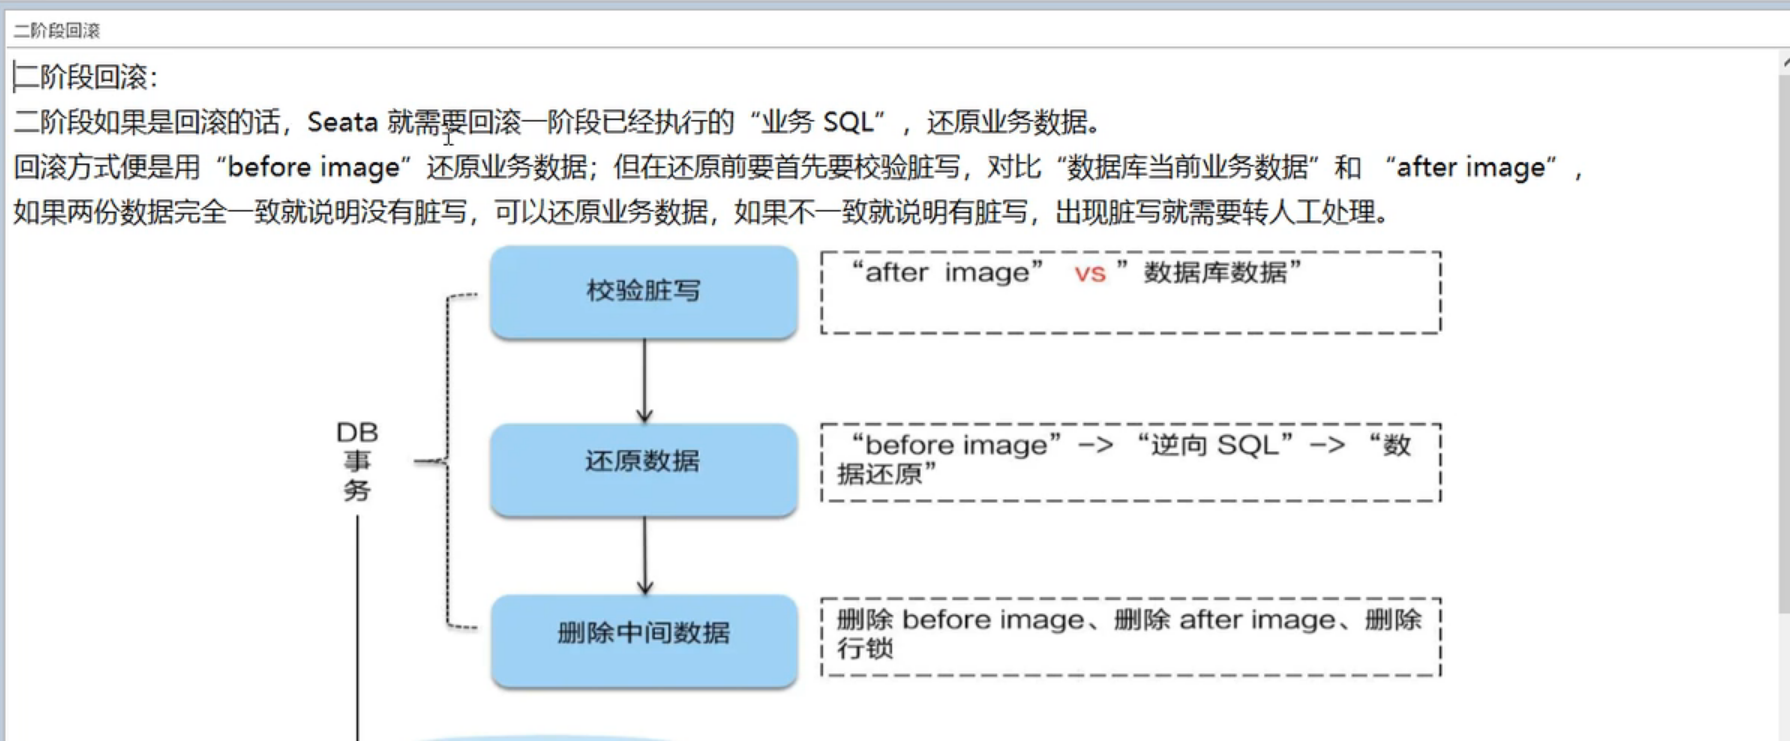 二阶段回滚
二阶段回滚：
二阶段如果是回滚的话，Seata 就需要回滚一阶段已经执行的“业务 SQL”，还原业务数据。
回滚方式便是用“before image”还原业务数据；但在还原前要首先要校验脏写，对比“数据库当前业务数据”和 “after image”，
如果两份数据完全一致就说明没有脏写，可以还原业务数据，如果不一致就说明有脏写，出现脏写就需要转人工处理。
校验脏写
“after image” vs ”数据库数据”
DB
事
务
还原数据
“before image”–> “逆向 SQL”–> “数
据还原”
删除中间数据
删除 before image、删除 after image、删除
行锁